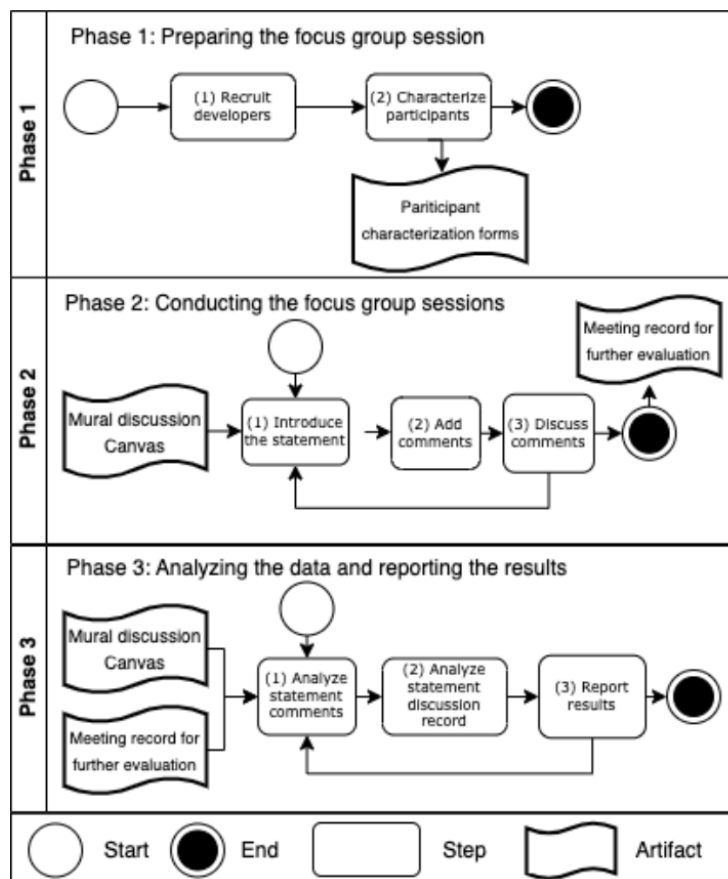 Phase 1
Phase 1: Preparing the focus group session
(1) Recruit
developers
(2) Characterize
participants
Pariticipant
characterization forms
Phase 2
Phase 2: Conducting the focus group sessions
Meeting record for
further evaluation
Mural discussion
Canvas
(1) Introduce
the statement
(2) Add
comments
(3) Discuss
comments
Phase 3
Phase 3: Analyzing the data and reporting the results
Mural discussion
Canvas
Meeting record for
further evaluation
(1) Analyze
statement
comments
(2) Analyze
statement
discussion
record
(3) Report
results
Start
End
Step
Artifact